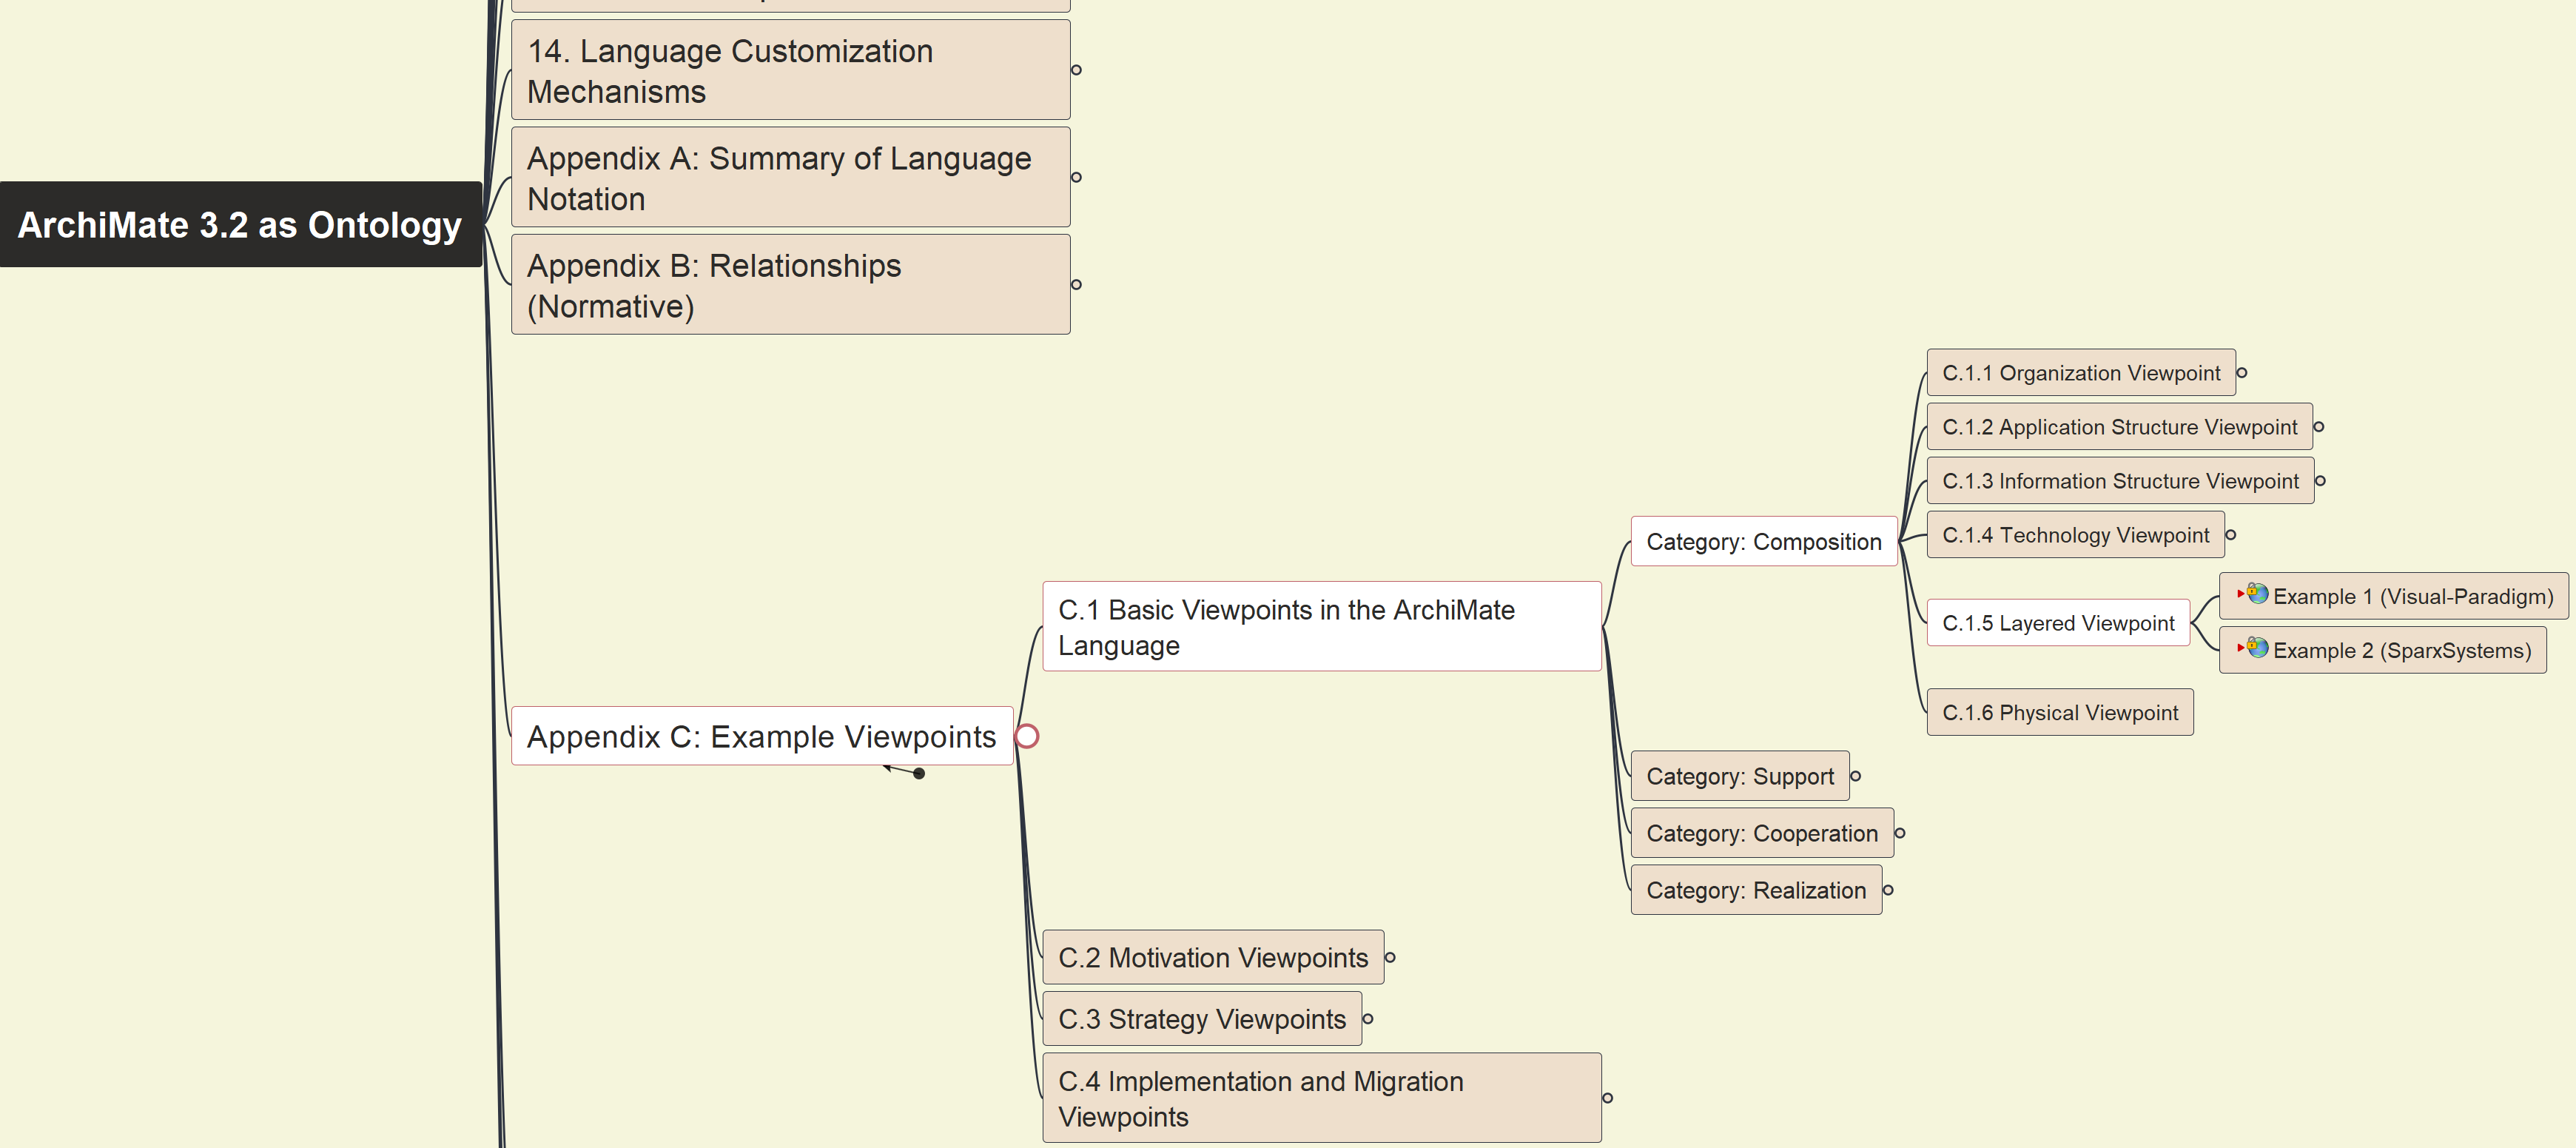 14. Language Customization
Mechanisms
Appendix A: Summary of Language
Notation
ArchiMate 3.2 as Ontology
Appendix B: Relationships
(Normative)
C.1.1 Organization Viewpoint
C.1.2 Application Structure Viewpoint
C.1.3 Information Structure Viewpoint
C.1.4 Technology Viewpoint
Category: Composition
C.1.5 Layered Viewpoint
Example 1 (Visual-Paradigm)
Example 2 (SparxSystems)
C.1.6 Physical Viewpoint
C.1 Basic Viewpoints in the ArchiMate
Language
Appendix C: Example Viewpoints
Category: Support
Category: Cooperation
Category: Realization
C.2 Motivation Viewpoints
C.3 Strategy Viewpoints
C.4 Implementation and Migration
Viewpoints